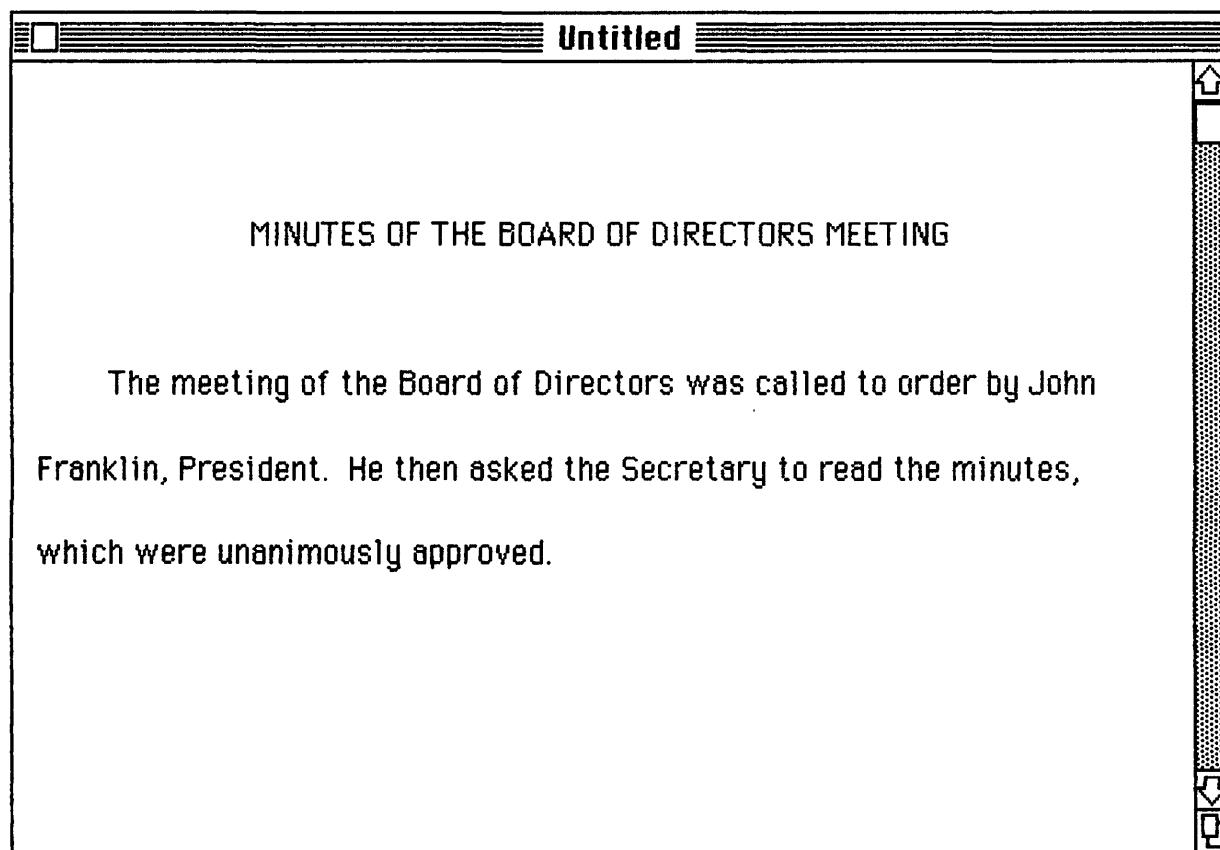 Untitled
MINUTES OF THE BOARD OF DIRECTORS MEETING
The meeting of the Board of Directors was called to order by John
Franklin, President.  He then asked the Secretary to read the minutes,
which were unanimously approved.